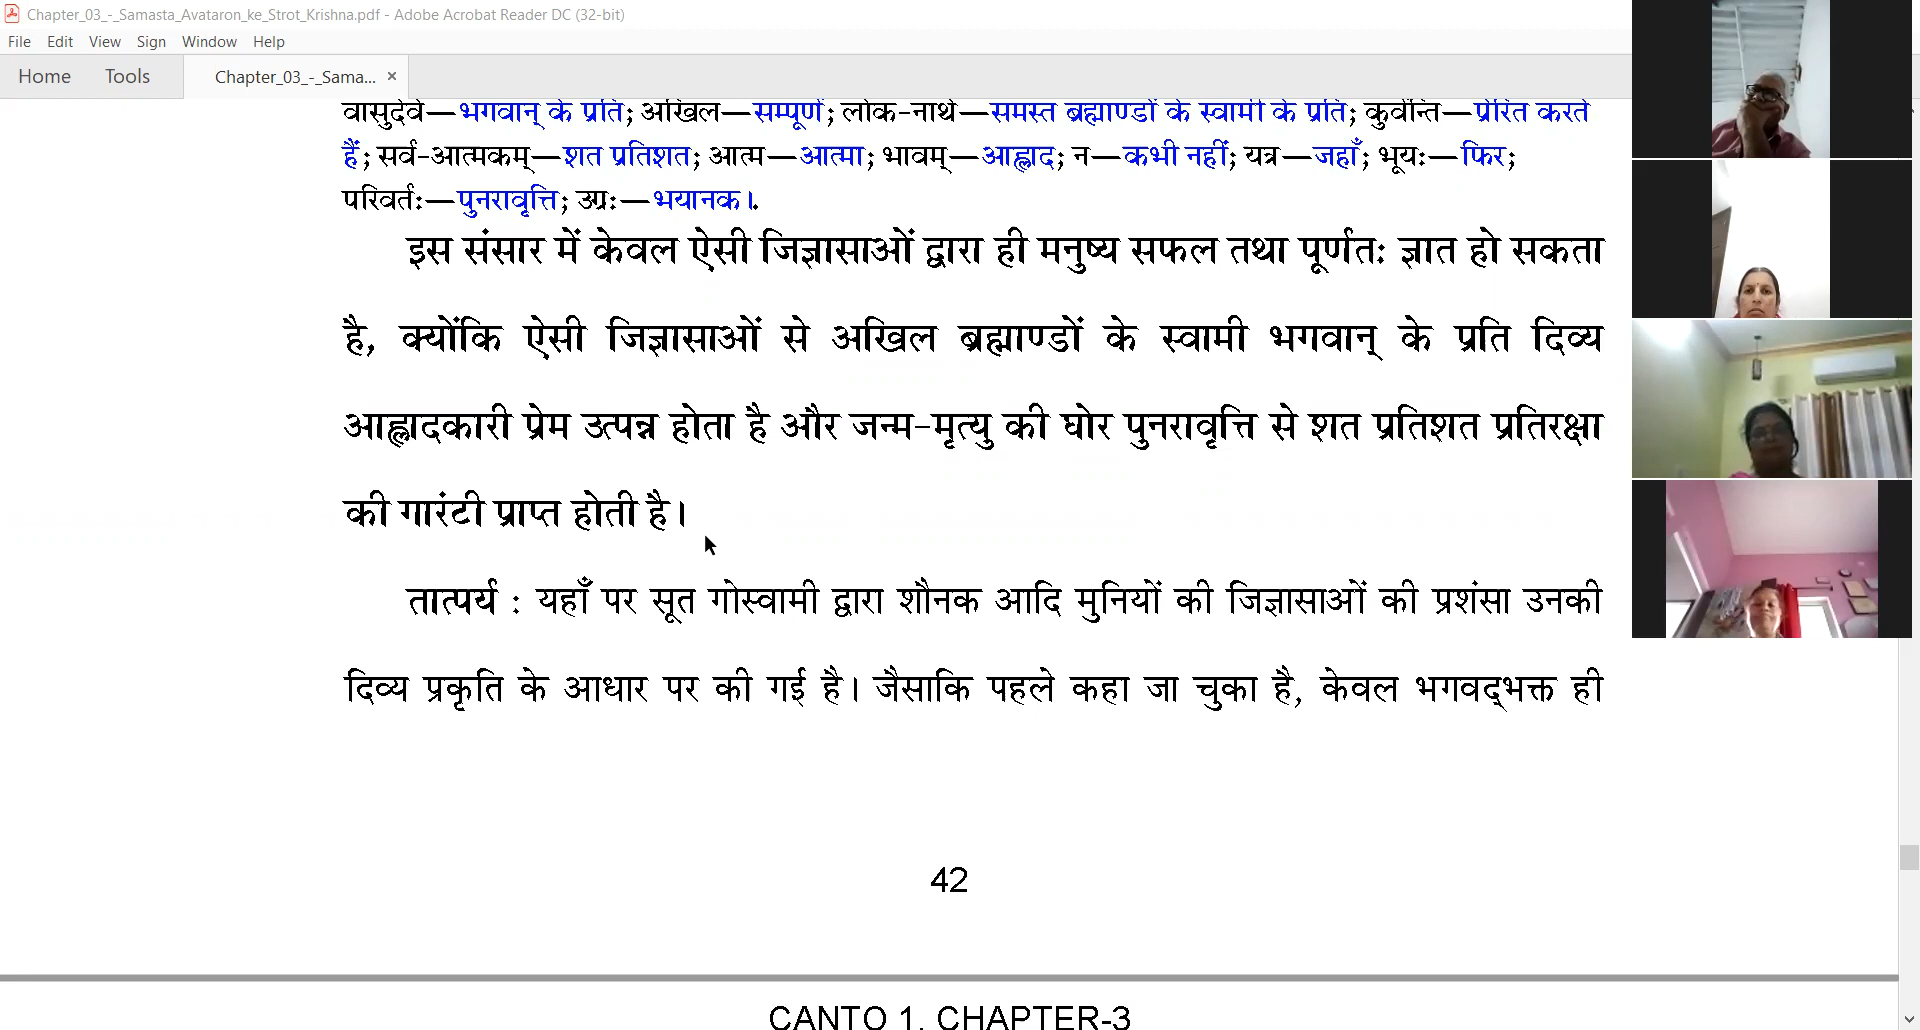 Chapter_03_-_Samasta_Avataron_ke_Strot_Krishna.pdf - Adobe Acrobat Reader DC (32-bit)
File Edit View Sign Window Help
Home Tools Chapter_03_-_Sama... ×
वासुदेवे—भगवान् के प्रति; अखिल—सम्पूर्ण; लोक-नाथे—समस्त ब्रह्माण्डों के स्वामी के प्रति; कुर्वन्ति—प्रेरित करते
हैं; सर्व-आत्मकम्—शत प्रतिशत; आत्म—आत्मा; भावम्—आह्लाद; न—कभी नहीं; यत्र—जहाँ; भूयः—फिर;
परिवर्तः—पुनरावृत्ति; उग्रः—भयानक।.
इस संसार में केवल ऐसी जिज्ञासाओं द्वारा ही मनुष्य सफल तथा पूर्णतः ज्ञात हो सकता
है, क्योंकि ऐसी जिज्ञासाओं से अखिल ब्रह्माण्डों के स्वामी भगवान् के प्रति दिव्य
आह्लादकारी प्रेम उत्पन्न होता है और जन्म-मृत्यु की घोर पुनरावृत्ति से शत प्रतिशत प्रतिरक्षा
की गारंटी प्राप्त होती है।
तात्पर्य : यहाँ पर सूत गोस्वामी द्वारा शौनक आदि मुनियों की जिज्ञासाओं की प्रशंसा उनकी
दिव्य प्रकृति के आधार पर की गई है। जैसाकि पहले कहा जा चुका है, केवल भगवद्भक्त ही
42
CANTO 1, CHAPTER-3